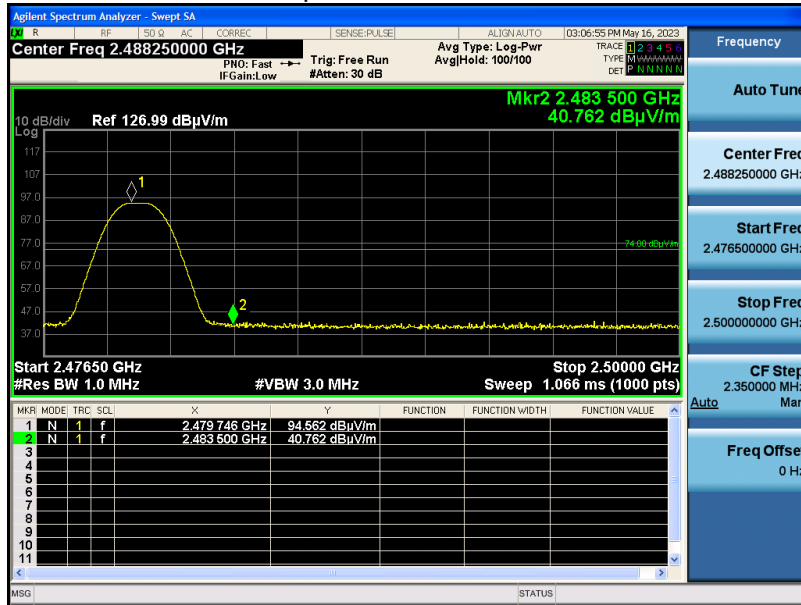 Agilent Spectrum Analyzer - Swept SA
LXI R RF 50 Ω AC CORREC SENSE:PULSE ALIGN AUTO 03:06:55 PM May 16, 2023
Center Freq 2.488250000 GHz
PNO: Fast
IFGain:Low
Trig: Free Run
#Atten: 30 dB
Avg Type: Log-Pwr
Avg|Hold: 100/100
TRACE 1 2 3 4 5 6
TYPE M WWWWW
DET P N N N N N
Mkr2 2.483 500 GHz
40.762 dBµV/m
10 dB/div Ref 126.99 dBµV/m
Log
117
107
97.0
87.0
77.0
67.0
57.0
47.0
37.0
1
2
74.00 dBµV/m
Start 2.47650 GHz Stop 2.50000 GHz
#Res BW 1.0 MHz #VBW 3.0 MHz Sweep 1.066 ms (1000 pts)
MKR MODE TRC SCL X Y FUNCTION FUNCTION WIDTH FUNCTION VALUE
1 N 1 f 2.479 746 GHz 94.562 dBµV/m
2 N 1 f 2.483 500 GHz 40.762 dBµV/m
3
4
5
6
7
8
9
10
11
MSG STATUS
Frequency
Auto Tune
Center Freq
2.488250000 GHz
Start Freq
2.476500000 GHz
Stop Freq
2.500000000 GHz
CF Step
2.350000 MHz
Auto Man
Freq Offset
0 Hz